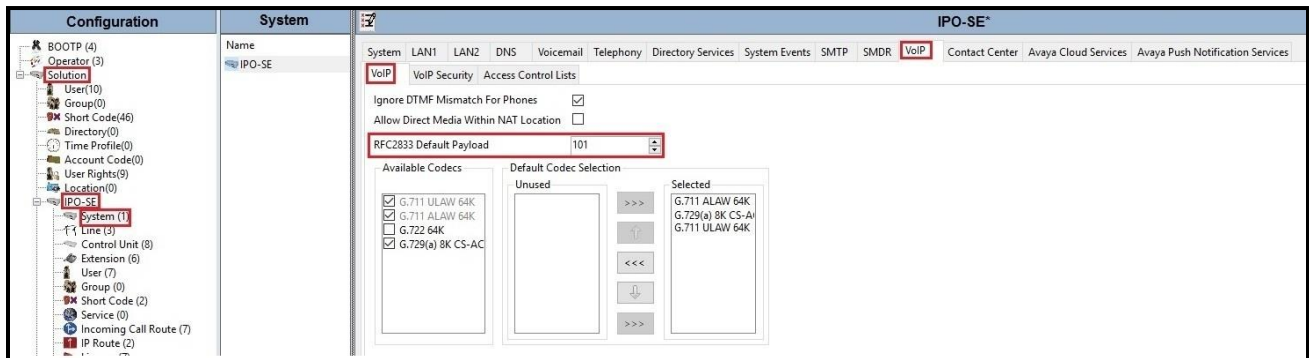 Configuration
BOOTP (4)
Operator (3)
Solution
User(10)
Group(0)
Short Code(46)
Directory(0)
Time Profile(0)
Account Code(0)
User Rights(9)
Location(0)
IPO-SE
System (1)
Line (3)
Control Unit (8)
Extension (6)
User (7)
Group (0)
Short Code (2)
Service (0)
Incoming Call Route (7)
IP Route (2)
System
Name
IPO-SE
IPO-SE*
System LAN1 LAN2 DNS Voicemail Telephony Directory Services System Events SMTP SMDR VoIP Contact Center Avaya Cloud Services Avaya Push Notification Services
VoIP VoIP Security Access Control Lists
Ignore DTMF Mismatch For Phones
Allow Direct Media Within NAT Location
RFC2833 Default Payload 101
Available Codecs
G.711 ULAW 64K
G.711 ALAW 64K
G.722 64K
G.729(a) 8K CS-AC
Default Codec Selection
Unused
>>>
<<<
>>>
Selected
G.711 ALAW 64K
G.729(a) 8K CS-A
G.711 ULAW 64K